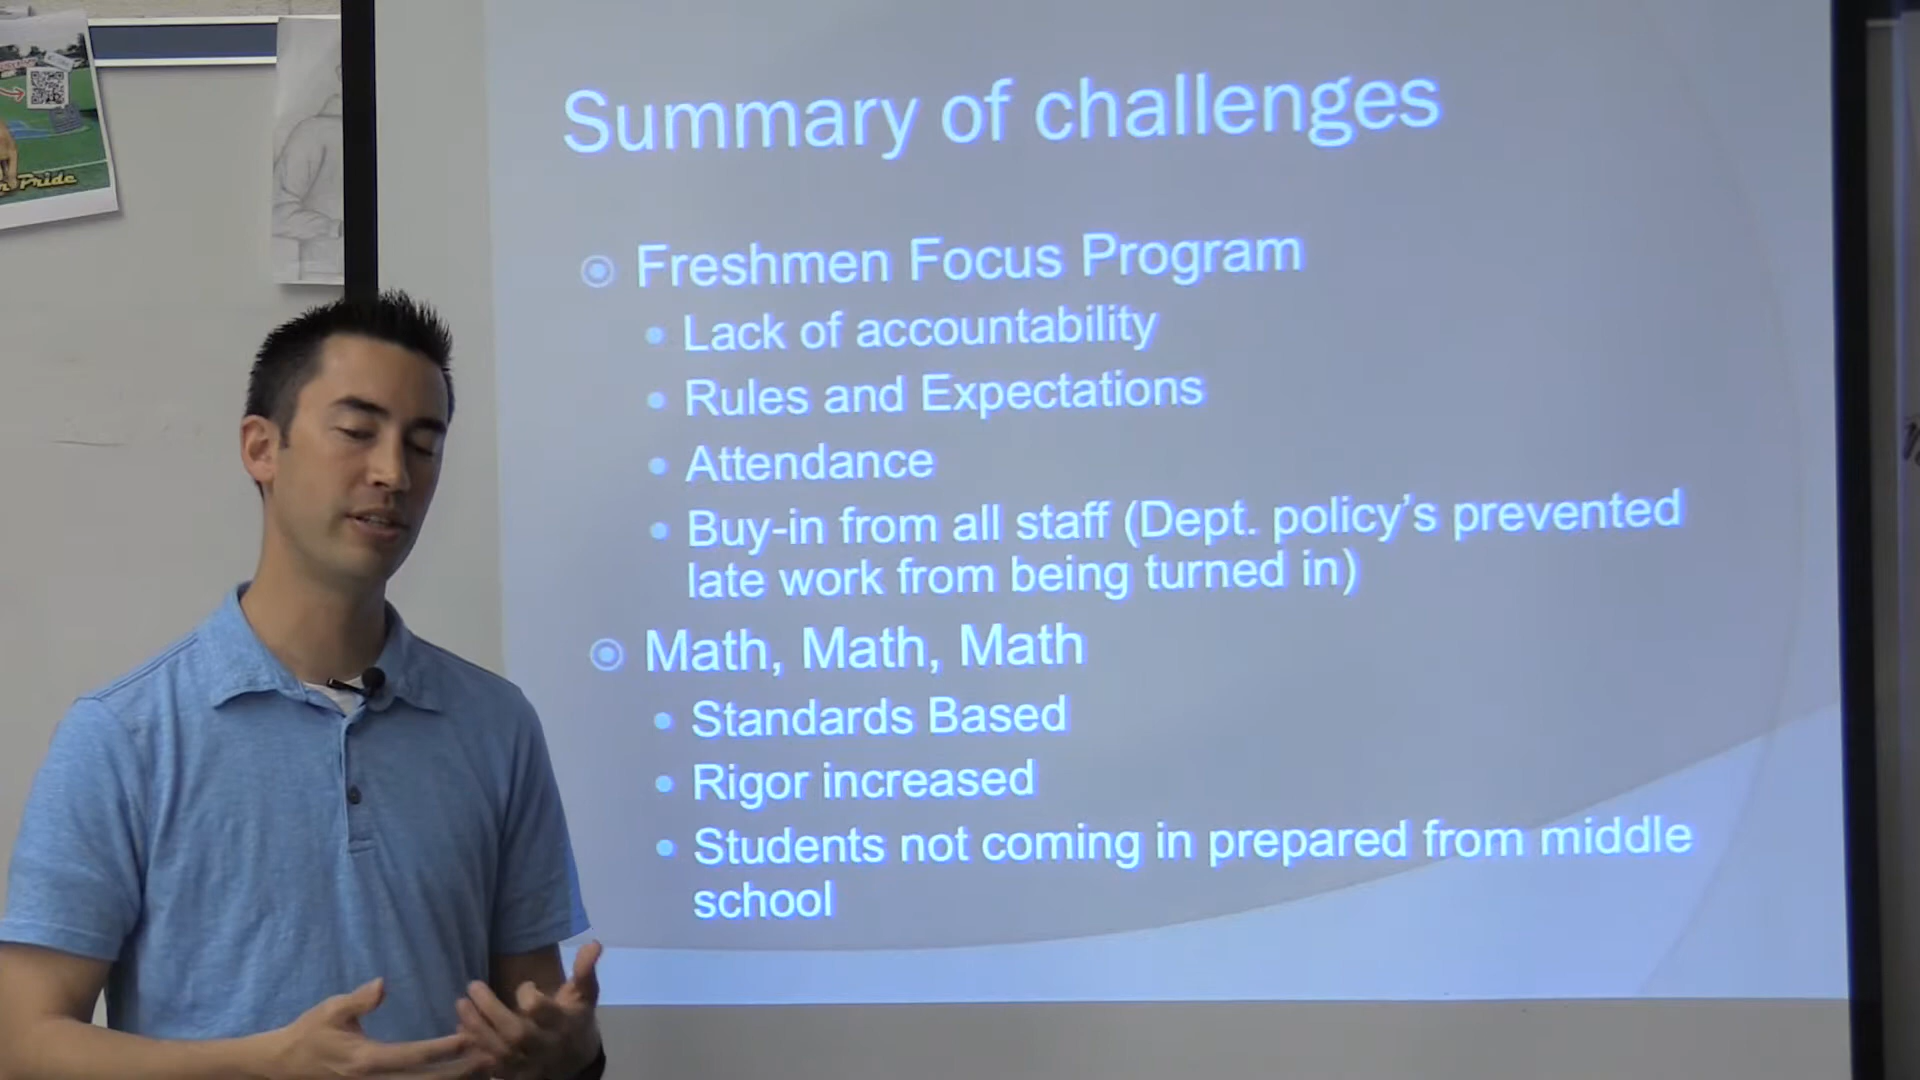 Summary of challenges
Freshmen Focus Program
Lack of accountability
Rules and Expectations
Attendance
Buy-in from all staff (Dept. policy's prevented
late work from being turned in)
Math, Math, Math
Standards Based
Rigor increased
Students not coming in prepared from middle
school
Pride